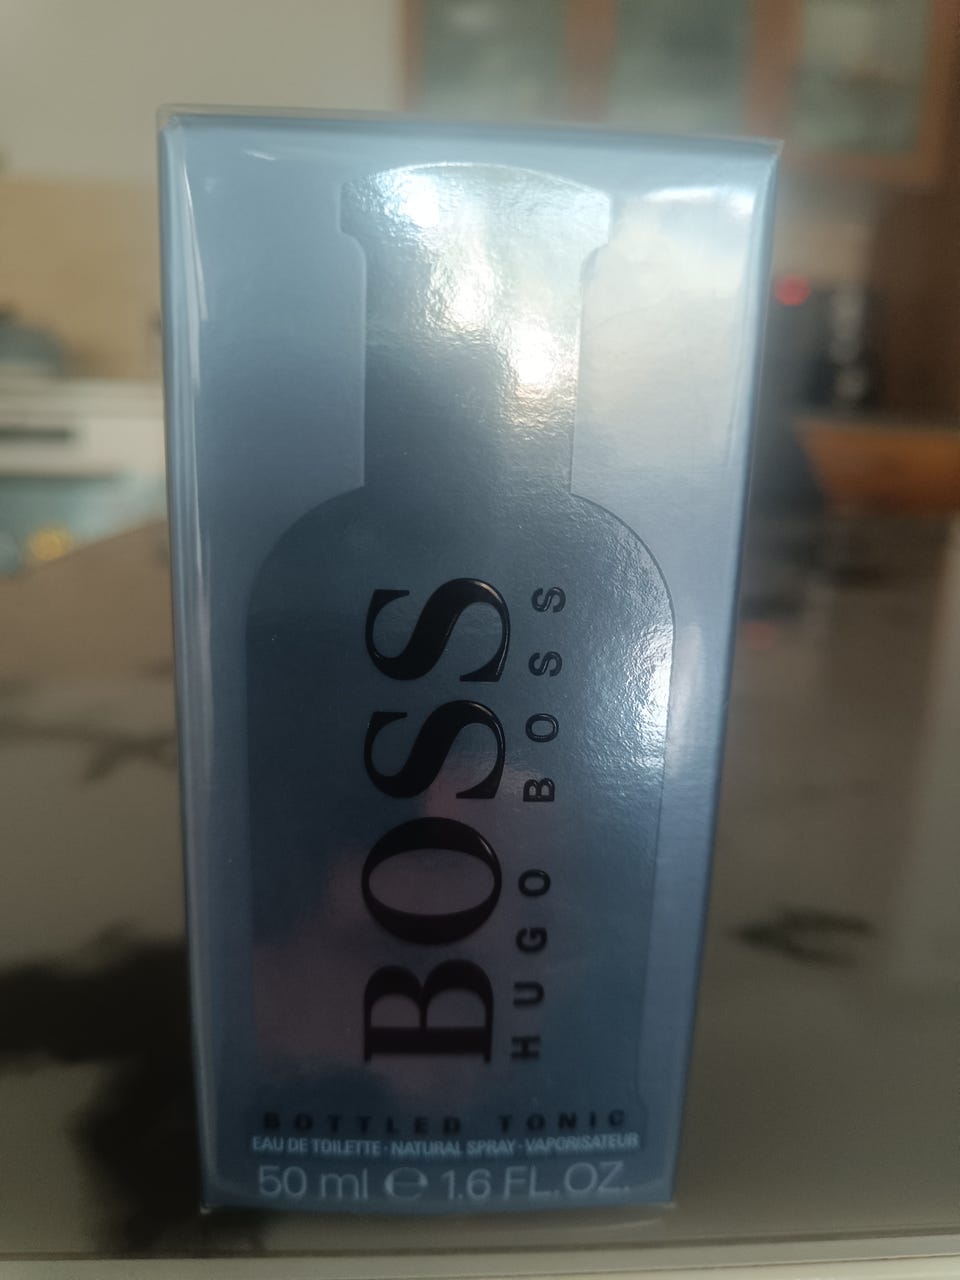 BOSS
HUGO BOSS
BOTTLED TONIC
EAU DE TOILETTE · NATURAL SPRAY · VAPORISATEUR
50 ml ℮ 1.6 FL.OZ.